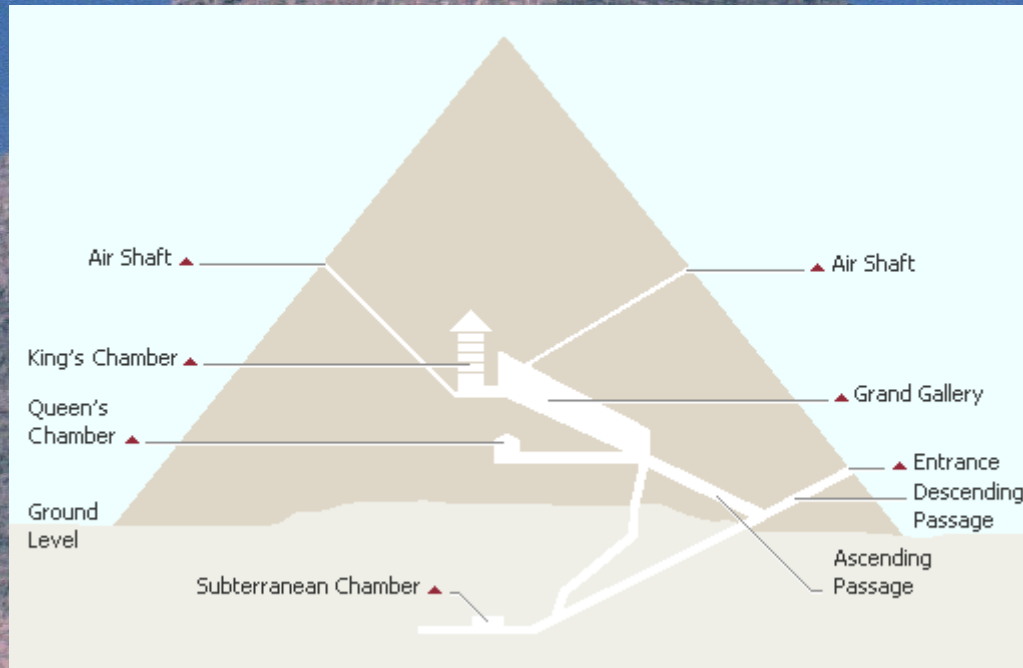 Air Shaft
Air Shaft
King's Chamber
Grand Gallery
Queen's
Chamber
Entrance
Descending
Passage
Ground
Level
Ascending
Passage
Subterranean Chamber